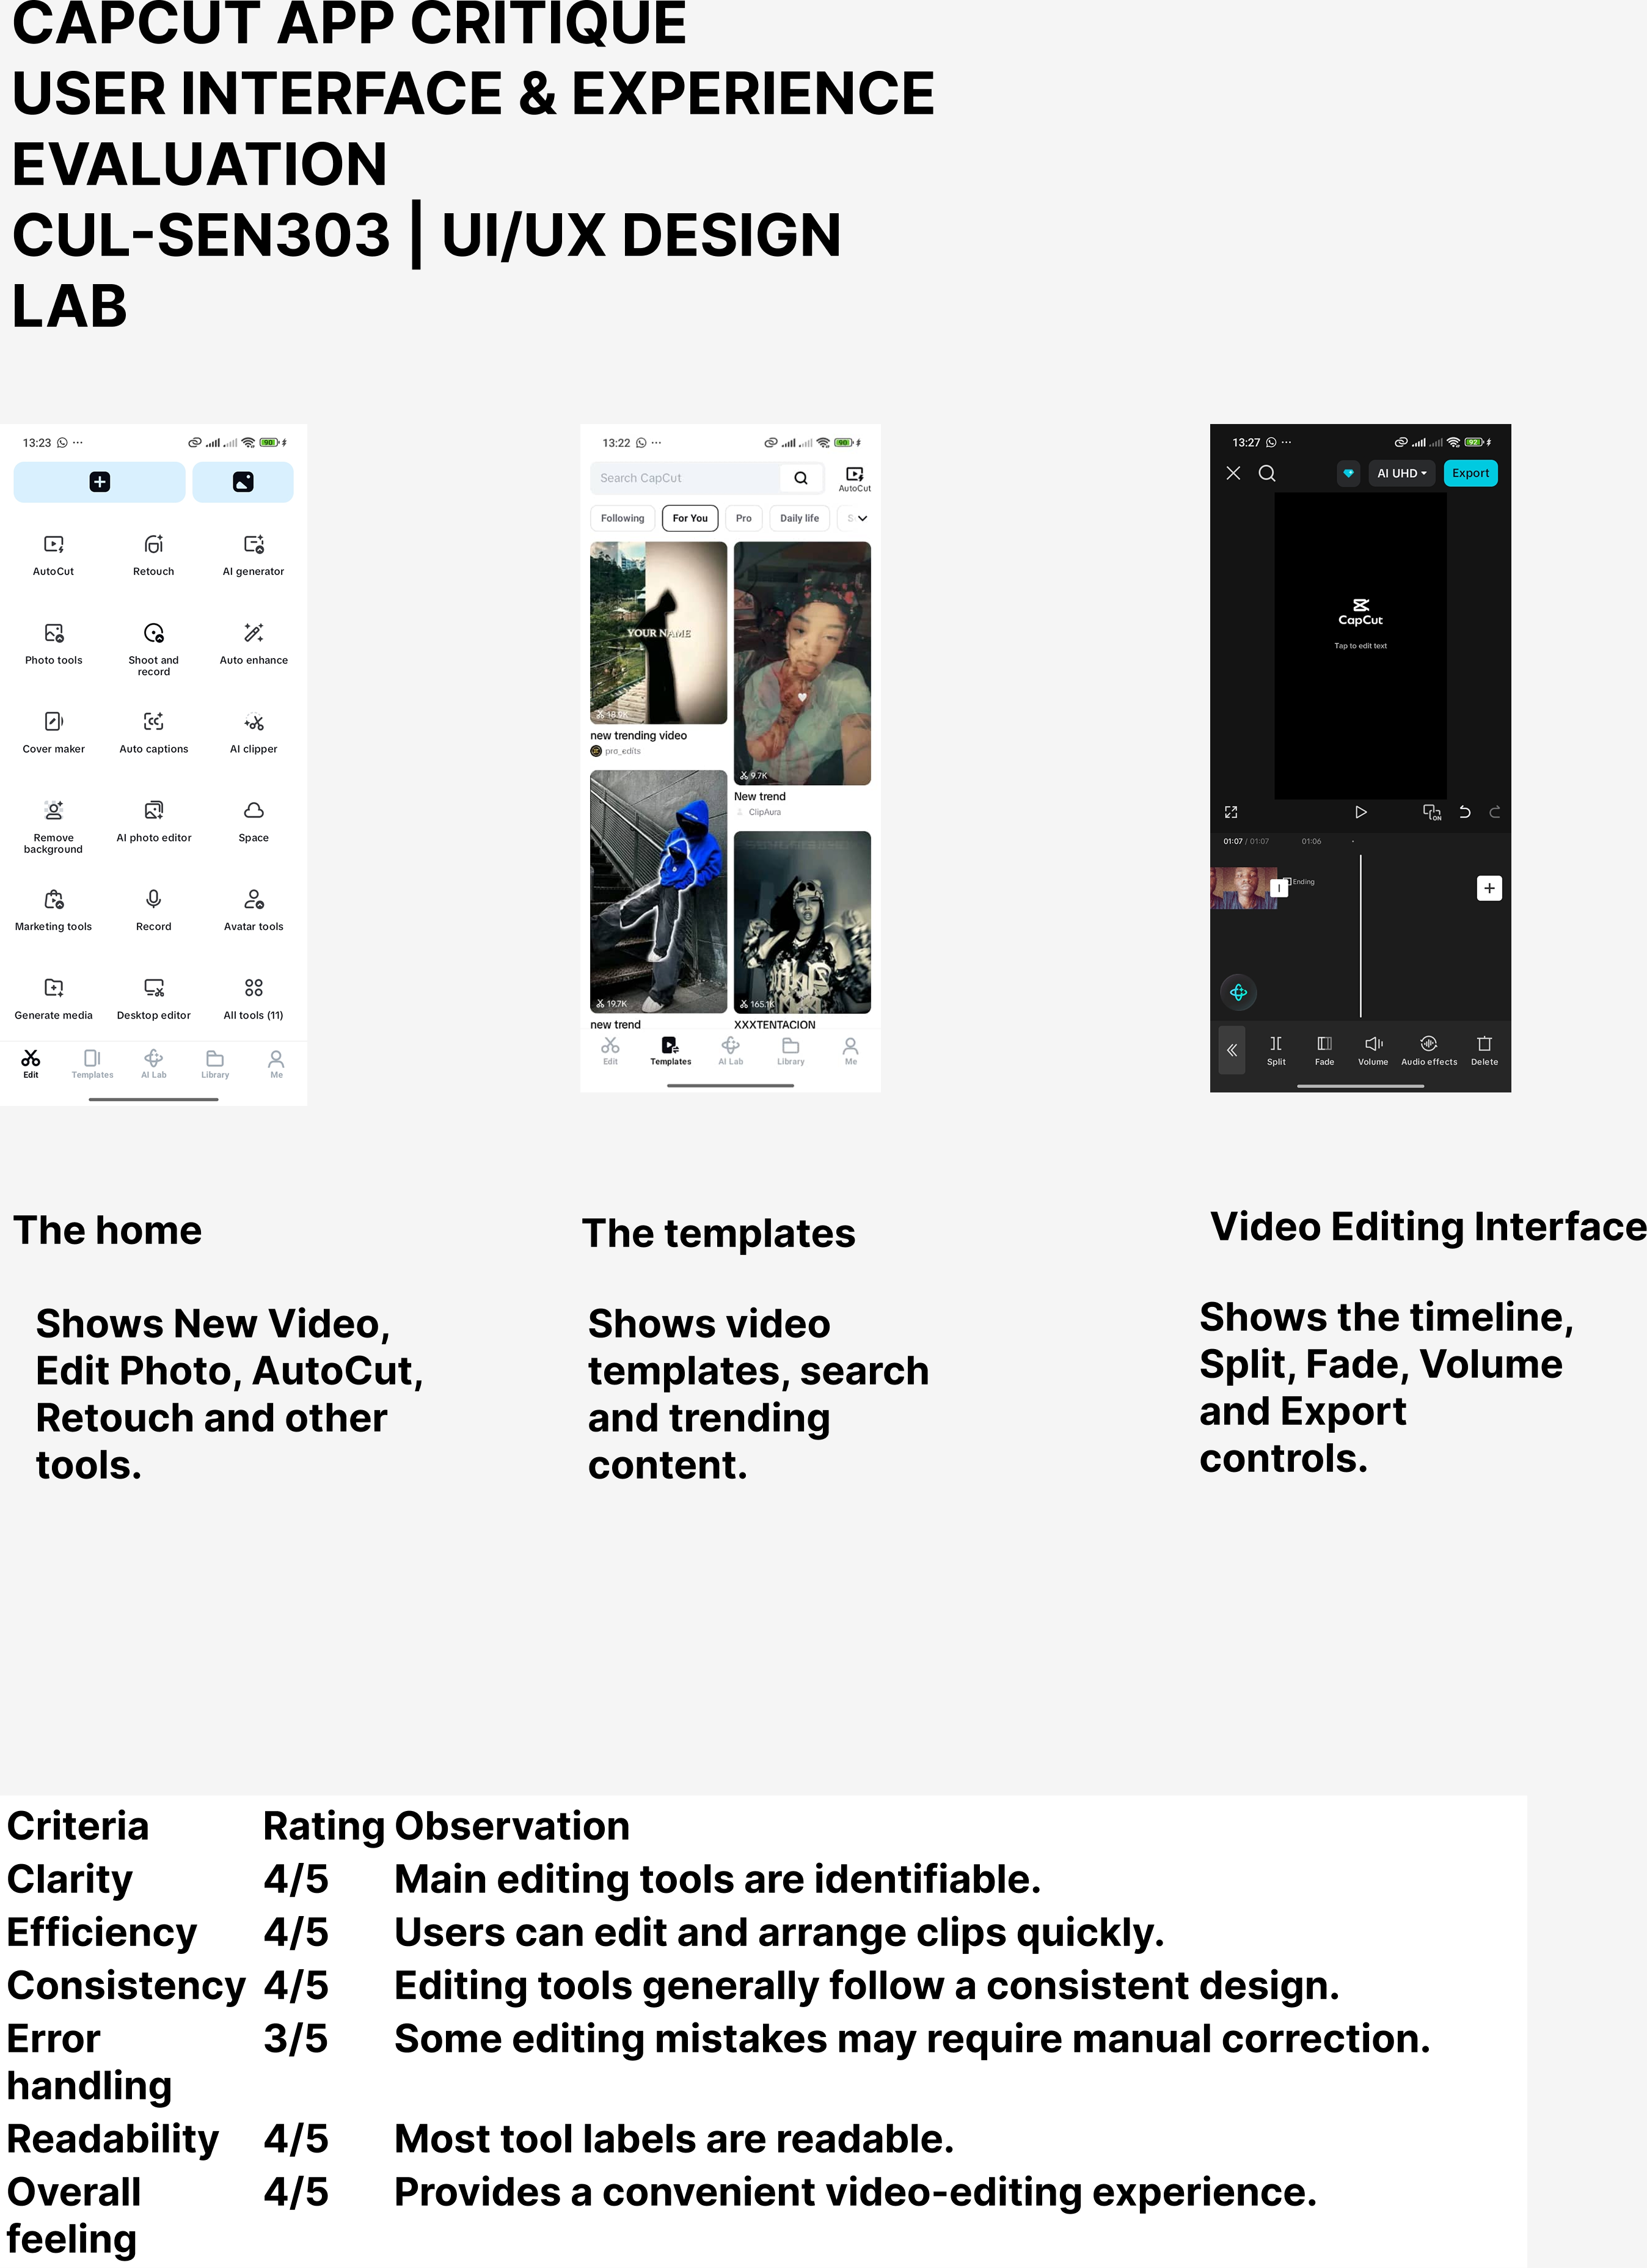 CAPCUT APP CRITIQUE
USER INTERFACE & EXPERIENCE
EVALUATION
CUL-SEN303 | UI/UX DESIGN
LAB
13:23
90
AutoCut
Retouch
AI generator
Photo tools
Shoot and
record
Auto enhance
Cover maker
Auto captions
AI clipper
Remove
background
AI photo editor
Space
Marketing tools
Record
Avatar tools
Generate media
Desktop editor
All tools (11)
Edit
Templates
AI Lab
Library
Me
13:22
90
Search CapCut
AutoCut
Following
For You
Pro
Daily life
S
YOUR NAME
18.9K
new trending video
pro_edits
9.7K
New trend
ClipAura
19.7K
new trend
165.1K
XXXTENTACION
Edit
Templates
AI Lab
Library
Me
13:27
92
AI UHD
Export
CapCut
Tap to edit text
ON
01:07 / 01:07
01:06
Ending
Split
Fade
Volume
Audio effects
Delete
The home
Shows New Video,
Edit Photo, AutoCut,
Retouch and other
tools.
The templates
Shows video
templates, search
and trending
content.
Video Editing Interface
Shows the timeline,
Split, Fade, Volume
and Export
controls.
Criteria Rating Observation
Clarity 4/5 Main editing tools are identifiable.
Efficiency 4/5 Users can edit and arrange clips quickly.
Consistency 4/5 Editing tools generally follow a consistent design.
Error 3/5 Some editing mistakes may require manual correction.
handling
Readability 4/5 Most tool labels are readable.
Overall 4/5 Provides a convenient video-editing experience.
feeling